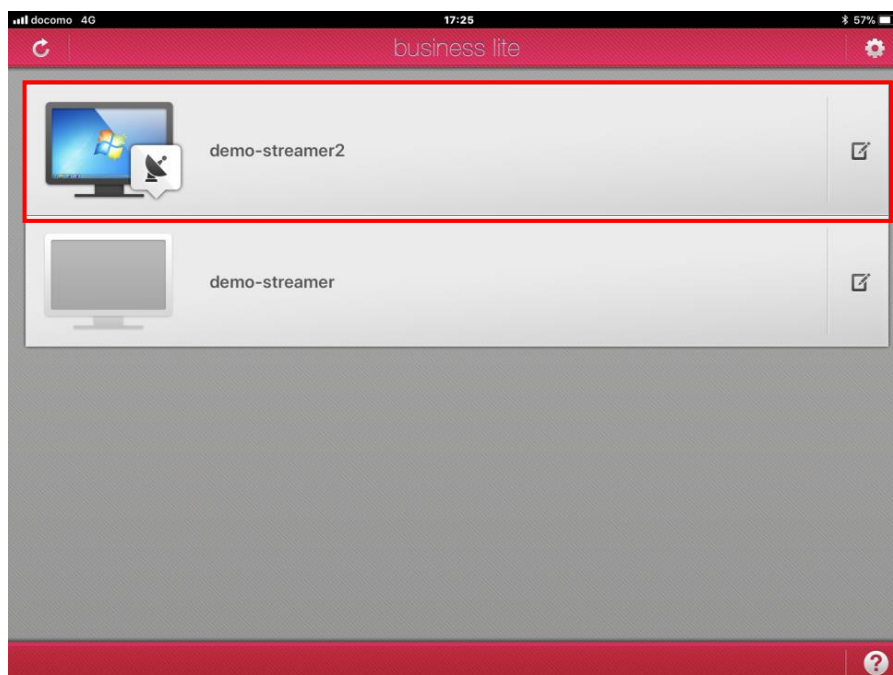 docomo 4G 17:25 57%
business lite
demo-streamer2
demo-streamer
?